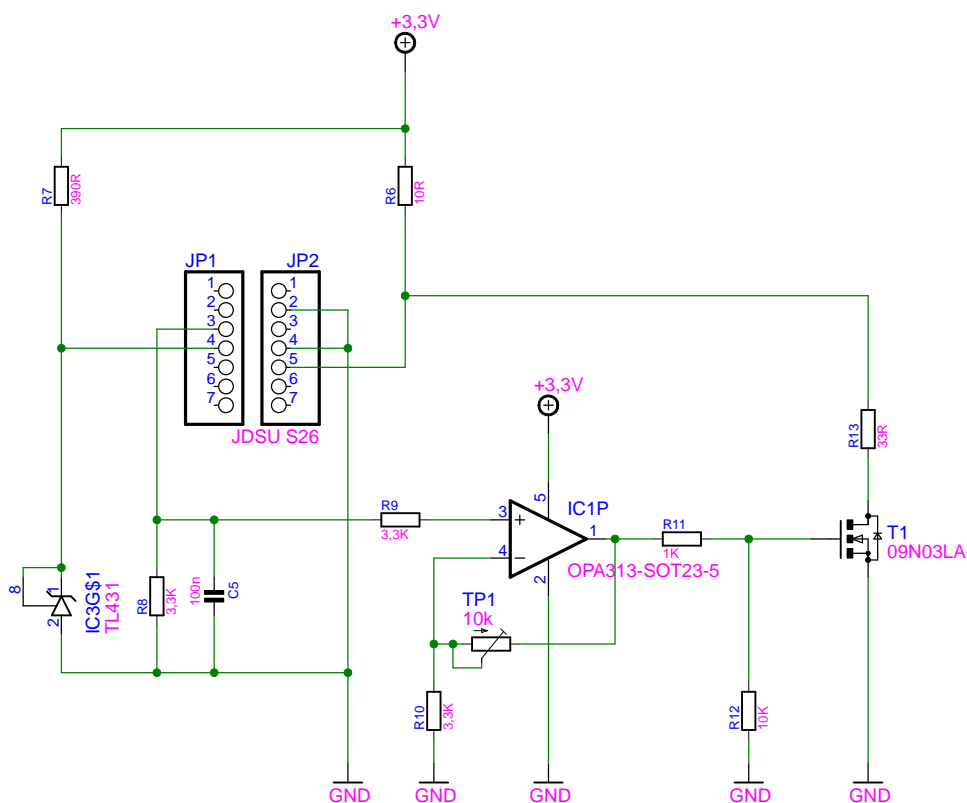 +3,3V
R7
390R
R6
10R
JP1
JP2
1
2
3
4
5
6
7
1
2
3
4
5
6
7
JDSU S26
+3,3V
R13
33R
R9
3,3K
3
+
4
−
5
2
1
IC1P
OPA313-SOT23-5
R11
1K
T1
09N03LA
8
1
2
IC3G$1
TL431
R8
3,3K
100n
C5
TP1
10k
R10
3,3K
R12
10K
GND
GND
GND
GND
GND